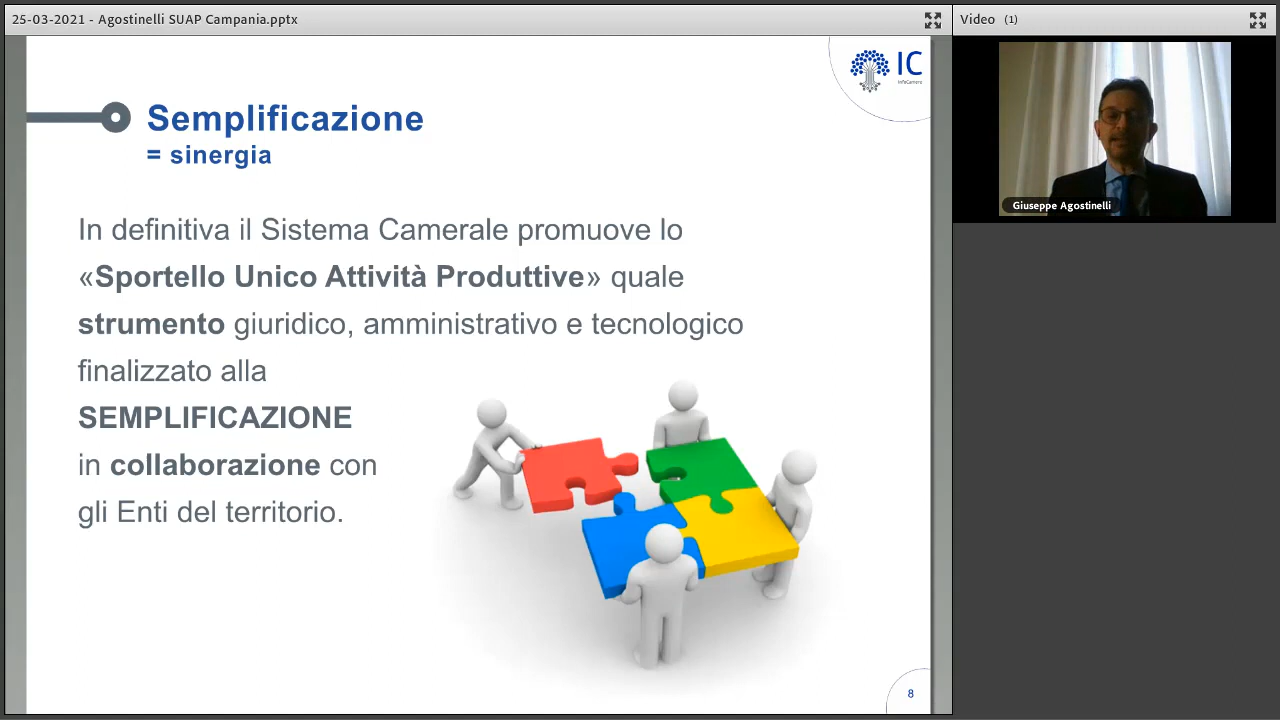 25-03-2021 - Agostinelli SUAP Campania.pptx
Video (1)
IC
InfoCamere
Semplificazione
= sinergia
In definitiva il Sistema Camerale promuove lo
«Sportello Unico Attività Produttive» quale
strumento giuridico, amministrativo e tecnologico
finalizzato alla
SEMPLIFICAZIONE
in collaborazione con
gli Enti del territorio.
8
Giuseppe Agostinelli